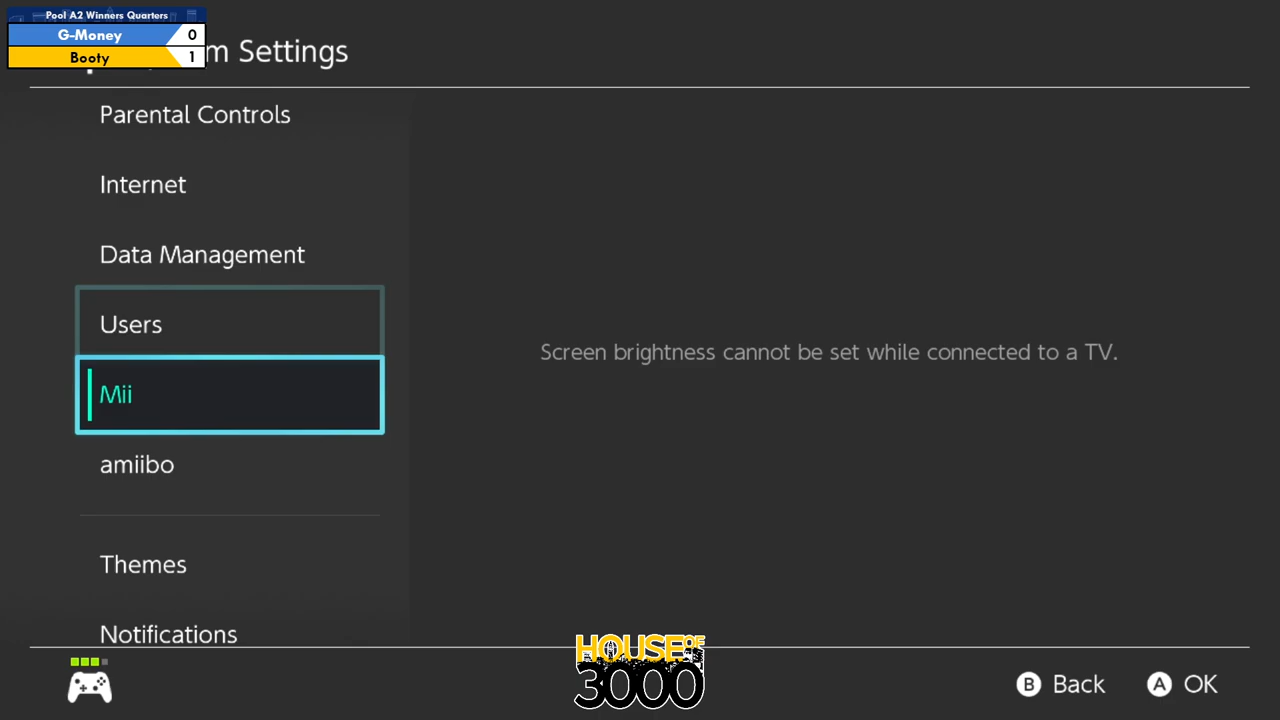 Pool A2 Winners Quarters
G-Money 0
Booty 1
m Settings
Parental Controls
Internet
Data Management
Users
Mii
amiibo
Themes
Notifications
Screen brightness cannot be set while connected to a TV.
HOUSE OF
3000
B Back
A OK